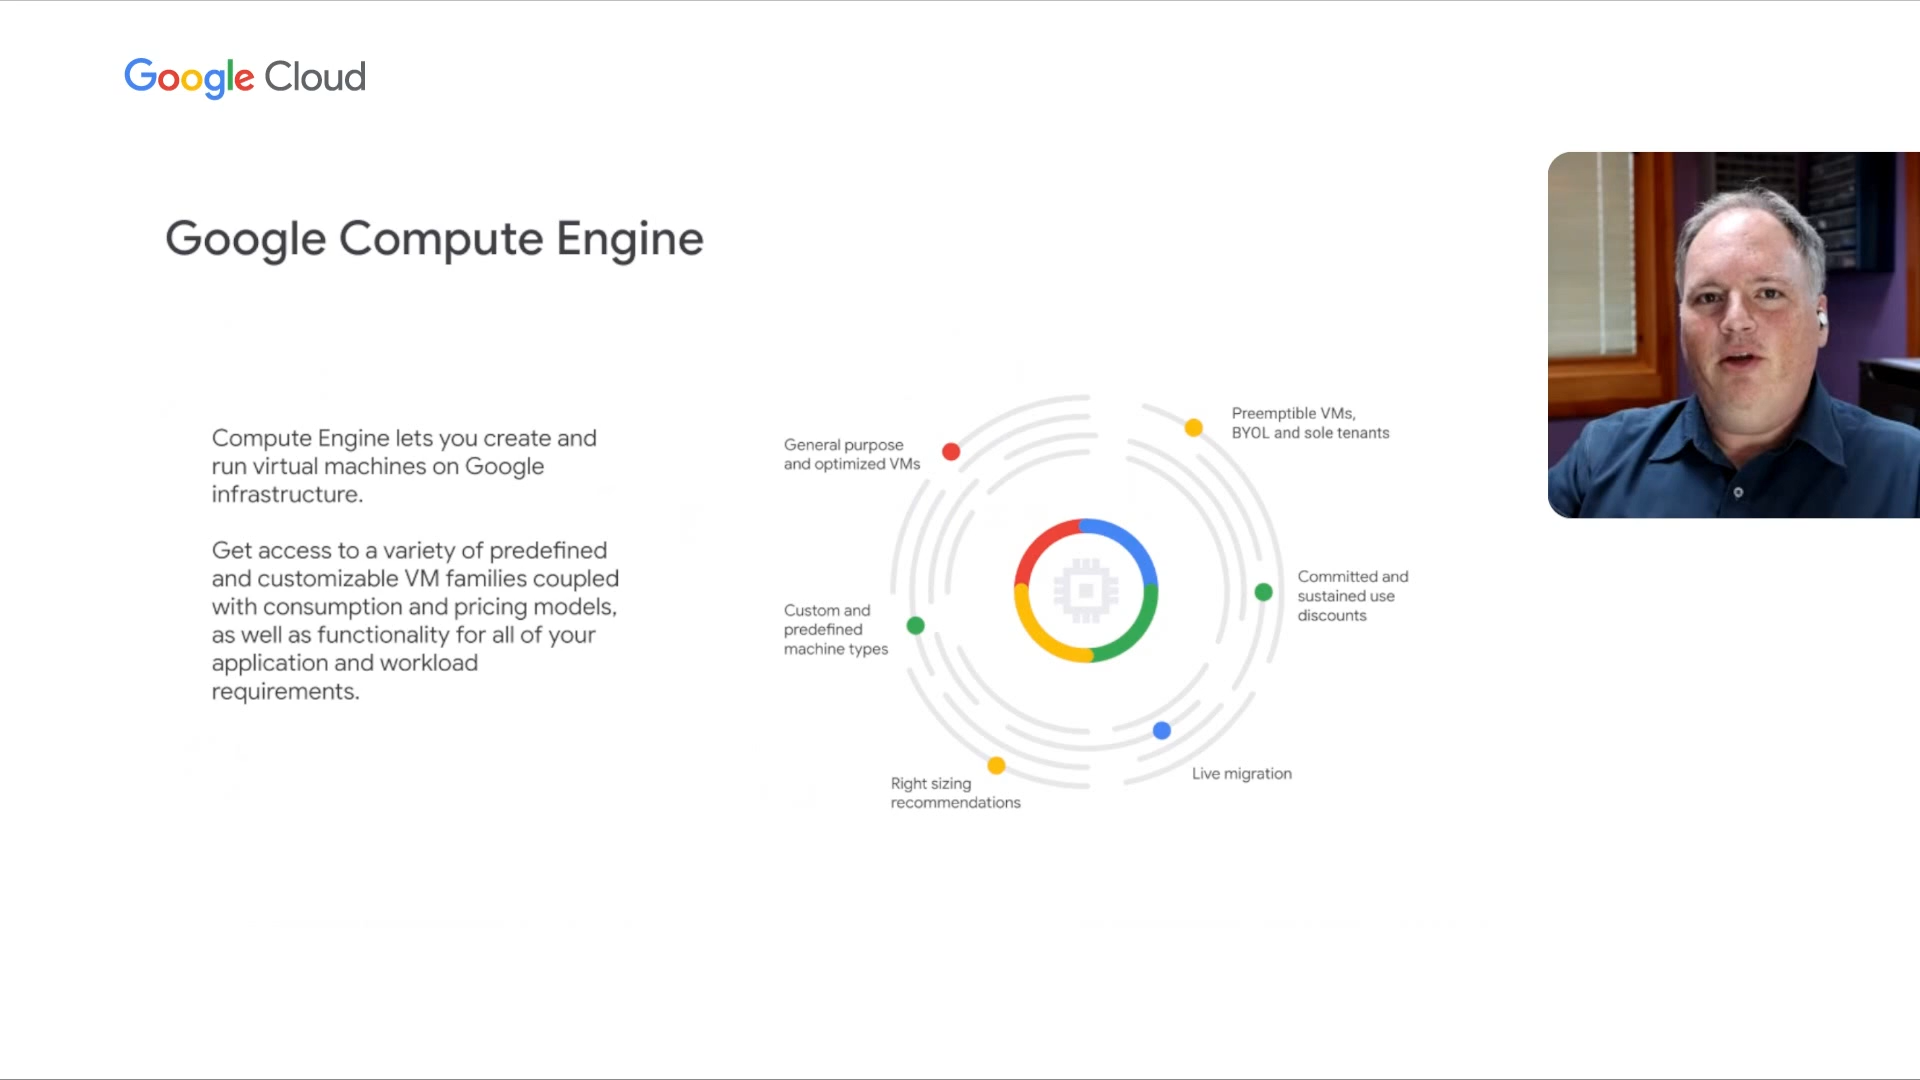 Google Cloud
Google Compute Engine
Compute Engine lets you create and
run virtual machines on Google
infrastructure.
Get access to a variety of predefined
and customizable VM families coupled
with consumption and pricing models,
as well as functionality for all of your
application and workload
requirements.
General purpose
and optimized VMs
Preemptible VMs,
BYOL and sole tenants
Custom and
predefined
machine types
Committed and
sustained use
discounts
Right sizing
recommendations
Live migration